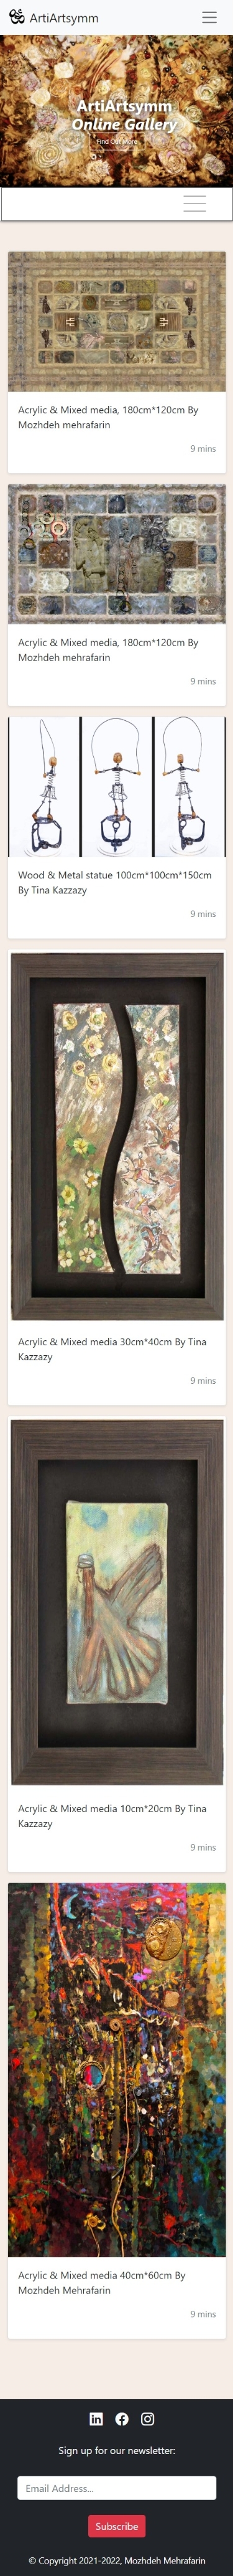 ArtiArtsymm
ArtiArtsymm
Online Gallery
Find Out More
Acrylic & Mixed media, 180cm*120cm By
Mozhdeh mehrafarin
9 mins
Acrylic & Mixed media, 180cm*120cm By
Mozhdeh mehrafarin
9 mins
Wood & Metal statue 100cm*100cm*150cm
By Tina Kazzazy
9 mins
Acrylic & Mixed media 30cm*40cm By Tina
Kazzazy
9 mins
Acrylic & Mixed media 10cm*20cm By Tina
Kazzazy
9 mins
Acrylic & Mixed media 40cm*60cm By
Mozhdeh Mehrafarin
9 mins
Sign up for our newsletter:
Email Address...
Subscribe
© Copyright 2021-2022, Mozhdeh Mehrafarin